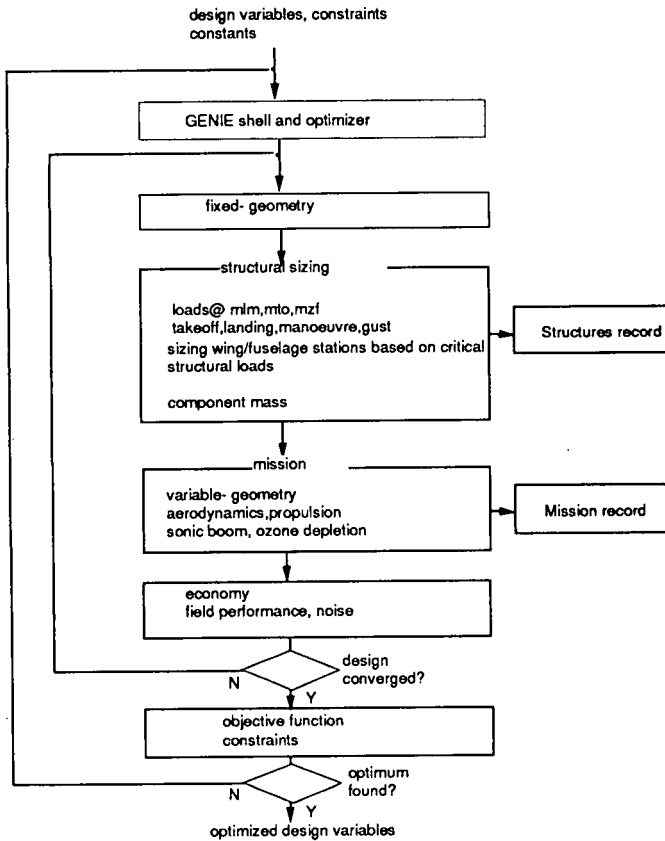 design variables, constraints
constants
GENIE shell and optimizer
fixed- geometry
structural sizing
loads@ mlm,mto,mzf
takeoff,landing,manoeuvre,gust
sizing wing/fuselage stations based on critical
structural loads
component mass
Structures record
mission
variable- geometry
aerodynamics,propulsion
sonic boom, ozone depletion
Mission record
economy
field performance, noise
design
converged?
N
Y
objective function
constraints
optimum
found?
N
Y
optimized design variables